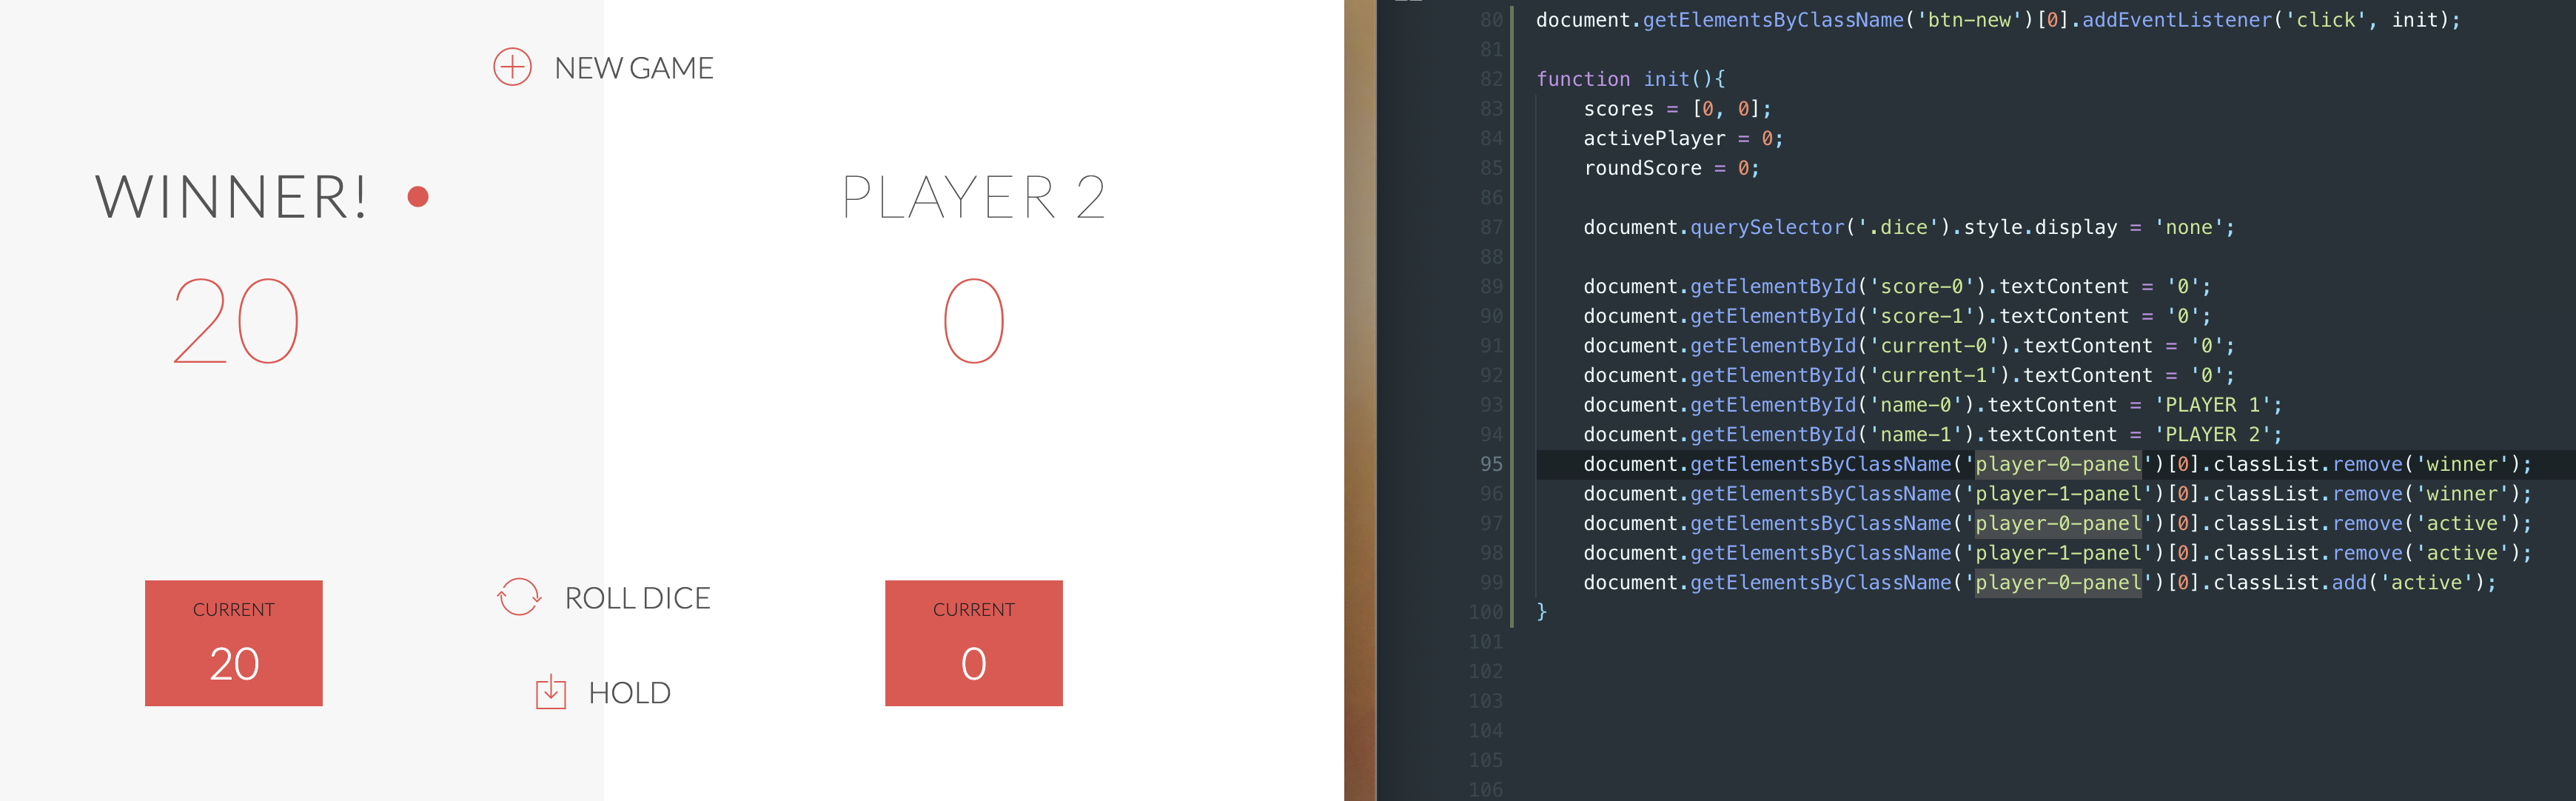 NEW GAME
WINNER!
PLAYER 2
20
0
CURRENT
20
ROLL DICE
HOLD
CURRENT
0
80 document.getElementsByClassName('btn-new')[0].addEventListener('click', init);
81
82 function init(){
83 scores = [0, 0];
84 activePlayer = 0;
85 roundScore = 0;
86
87 document.querySelector('.dice').style.display = 'none';
88
89 document.getElementById('score-0').textContent = '0';
90 document.getElementById('score-1').textContent = '0';
91 document.getElementById('current-0').textContent = '0';
92 document.getElementById('current-1').textContent = '0';
93 document.getElementById('name-0').textContent = 'PLAYER 1';
94 document.getElementById('name-1').textContent = 'PLAYER 2';
95 document.getElementsByClassName('player-0-panel')[0].classList.remove('winner');
96 document.getElementsByClassName('player-1-panel')[0].classList.remove('winner');
97 document.getElementsByClassName('player-0-panel')[0].classList.remove('active');
98 document.getElementsByClassName('player-1-panel')[0].classList.remove('active');
99 document.getElementsByClassName('player-0-panel')[0].classList.add('active');
100 }
101
102
103
104
105
106